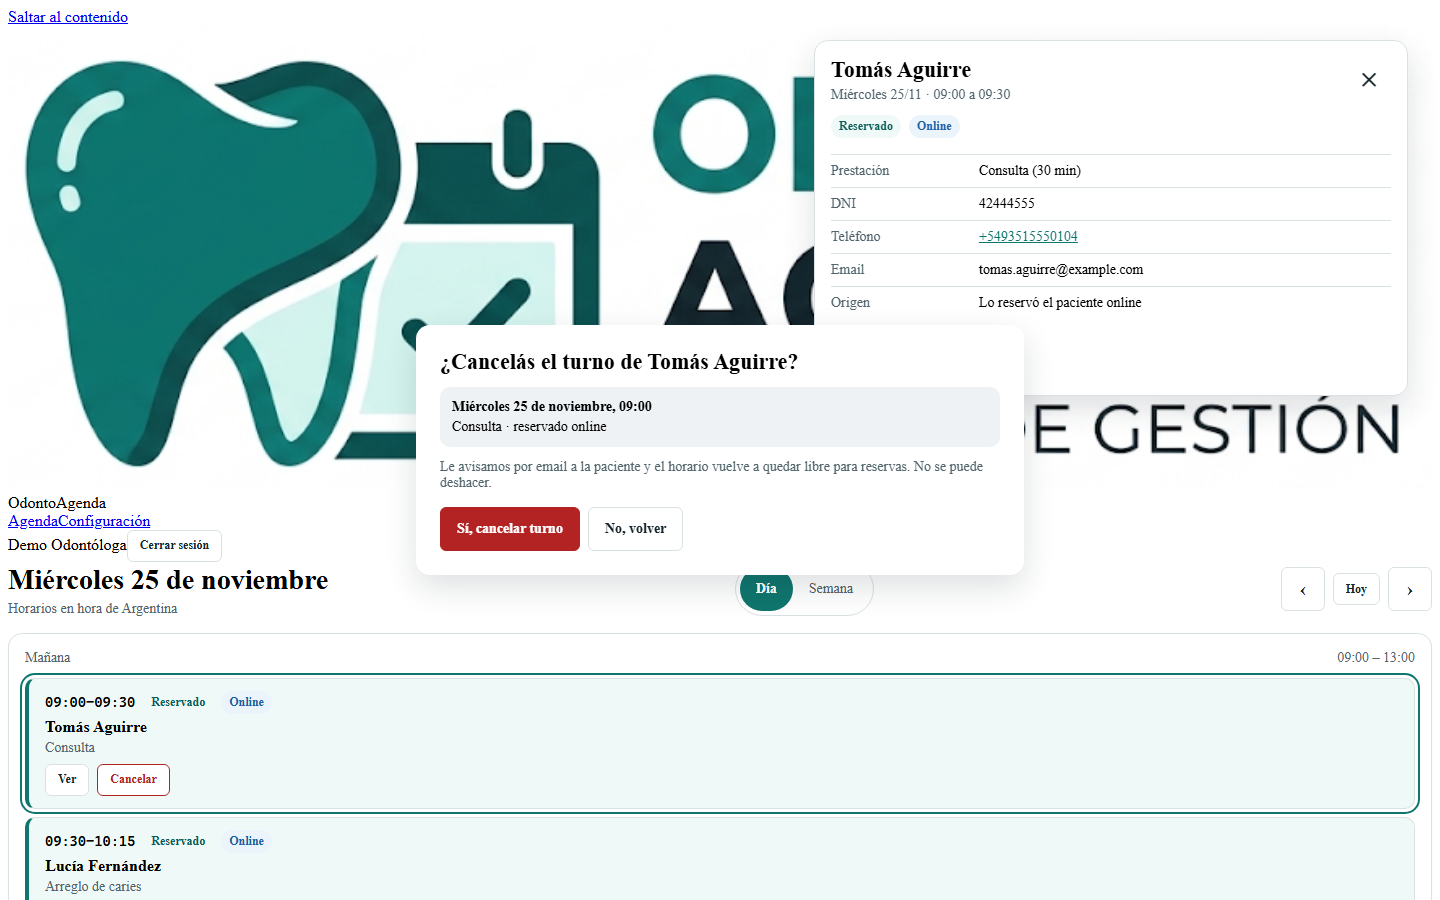 Saltar al contenido
Tomás Aguirre
Miércoles 25/11 · 09:00 a 09:30
Reservado Online
Prestación Consulta (30 min)
DNI 42444555
Teléfono +5493515550104
Email tomas.aguirre@example.com
Origen Lo reservó el paciente online
¿Cancelás el turno de Tomás Aguirre?
Miércoles 25 de noviembre, 09:00
Consulta · reservado online
Le avisamos por email a la paciente y el horario vuelve a quedar libre para reservas. No se puede
deshacer.
Sí, cancelar turno No, volver
E GESTIÓN
OdontoAgenda
AgendaConfiguración
Demo Odontóloga Cerrar sesión
Miércoles 25 de noviembre
Horarios en hora de Argentina
Día Semana
‹ Hoy ›
Mañana 09:00 – 13:00
09:00–09:30 Reservado Online
Tomás Aguirre
Consulta
Ver Cancelar
09:30–10:15 Reservado Online
Lucía Fernández
Arreglo de caries